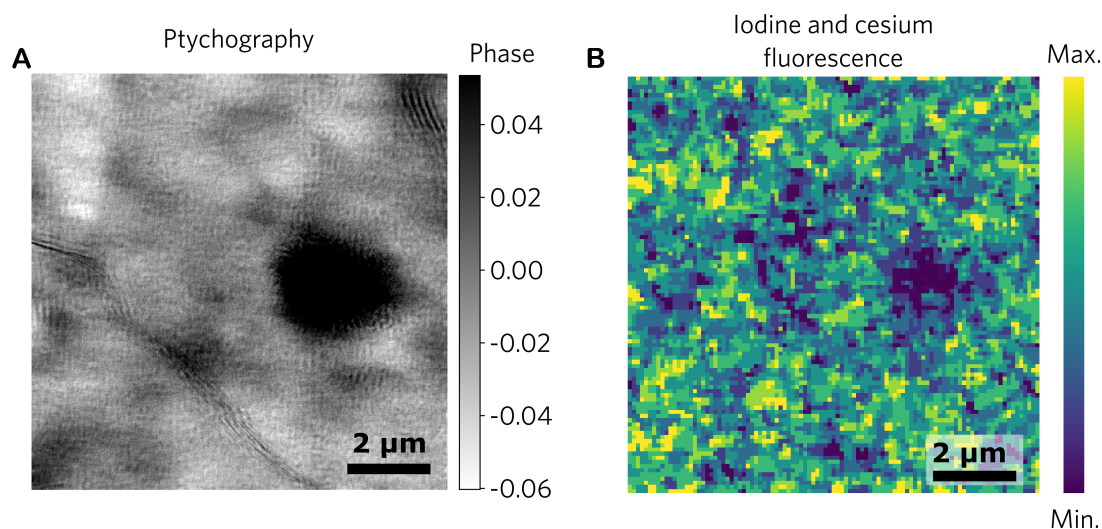 Ptychography
A
Phase
0.04
0.02
0.00
-0.02
-0.04
-0.06
2 µm
Iodine and cesium
fluorescence
B
Max.
2 µm
Min.